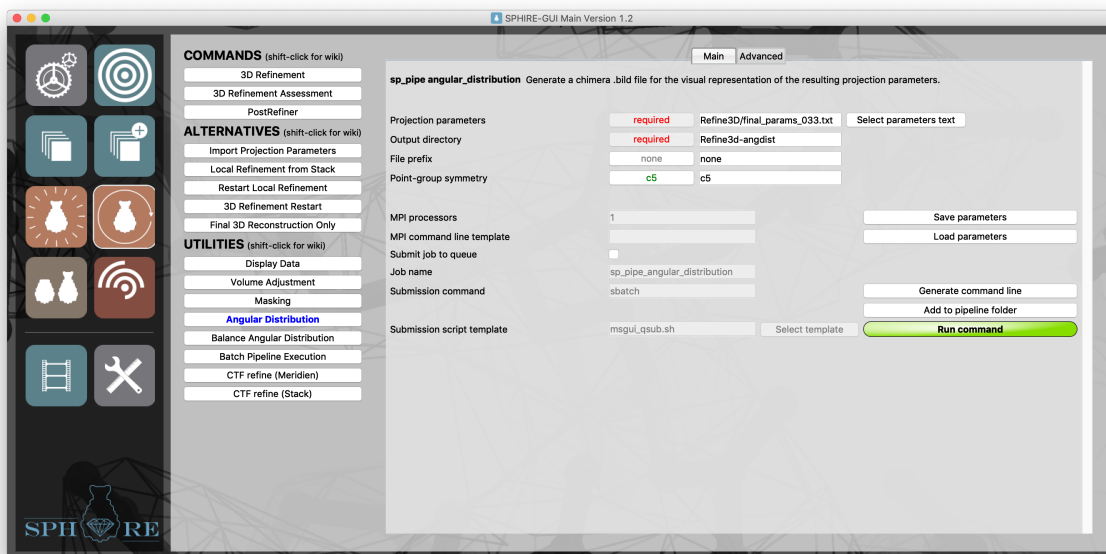 SPHIRE-GUI Main Version 1.2
COMMANDS (shift-click for wiki)
3D Refinement
3D Refinement Assessment
PostRefiner
ALTERNATIVES (shift-click for wiki)
Import Projection Parameters
Local Refinement from Stack
Restart Local Refinement
3D Refinement Restart
Final 3D Reconstruction Only
UTILITIES (shift-click for wiki)
Display Data
Volume Adjustment
Masking
Angular Distribution
Balance Angular Distribution
Batch Pipeline Execution
CTF refine (Meridien)
CTF refine (Stack)
SPHIRE
Main Advanced
sp_pipe angular_distribution Generate a chimera .bild file for the visual representation of the resulting projection parameters.
Projection parameters required Refine3D/final_params_033.txt Select parameters text
Output directory required Refine3d-angdist
File prefix none none
Point-group symmetry c5 c5
MPI processors 1 Save parameters
MPI command line template Load parameters
Submit job to queue
Job name sp_pipe_angular_distribution
Submission command sbatch Generate command line
Add to pipeline folder
Submission script template msgui_qsub.sh Select template Run command